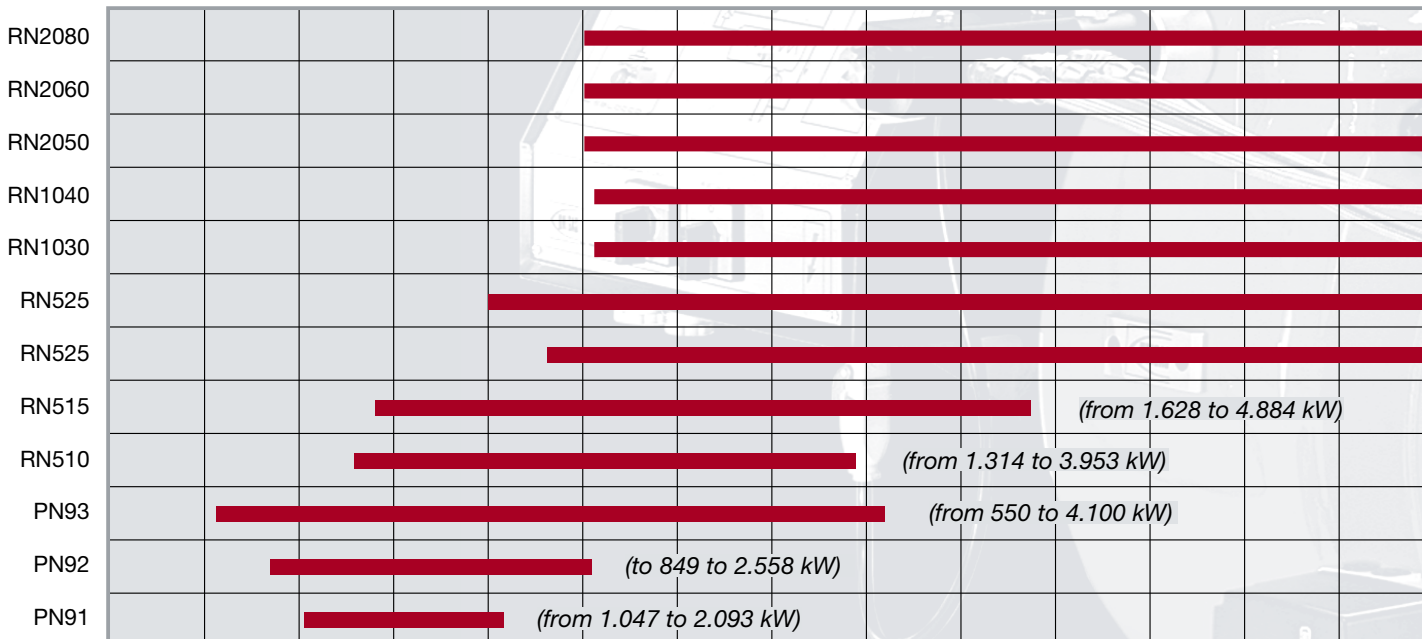 RN2080
RN2060
RN2050
RN1040
RN1030
RN525
RN525
RN515 (from 1.628 to 4.884 kW)
RN510 (from 1.314 to 3.953 kW)
PN93 (from 550 to 4.100 kW)
PN92 (to 849 to 2.558 kW)
PN91 (from 1.047 to 2.093 kW)